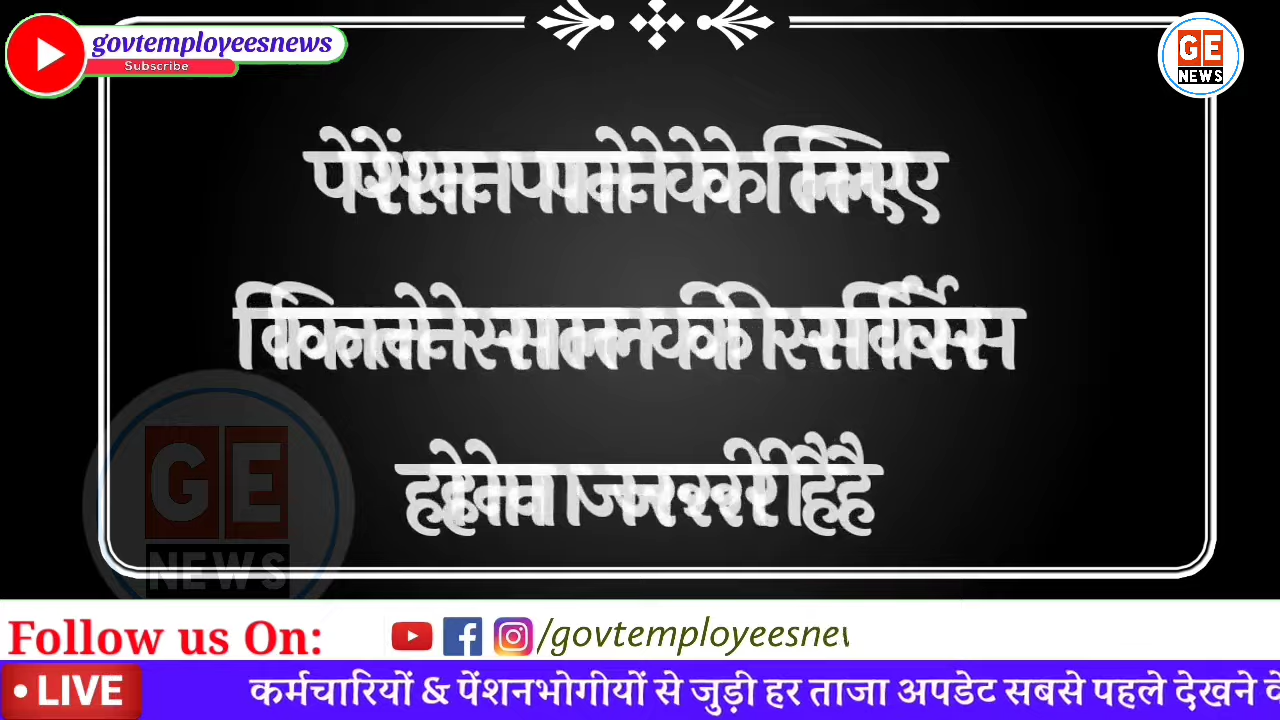 govtemployeesnews
Subscribe
GE
NEWS
पेंशन पाने के लिए
कितने साल की सर्विस
होना जरूरी है
GE
NEWS
Follow us On:
/govtemployeesnew
• LIVE
कर्मचारियों & पेंशनभोगीयों से जुड़ी हर ताजा अपडेट सबसे पहले देखने के